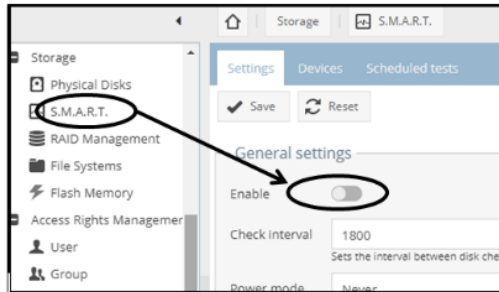 Storage
S.M.A.R.T.
Storage
Physical Disks
S.M.A.R.T.
RAID Management
File Systems
Flash Memory
Access Rights Managemer
User
Group
Settings
Devices
Scheduled tests
Save
Reset
General settings
Enable
Check interval
1800
Sets the interval between disk che
Power mode
Never